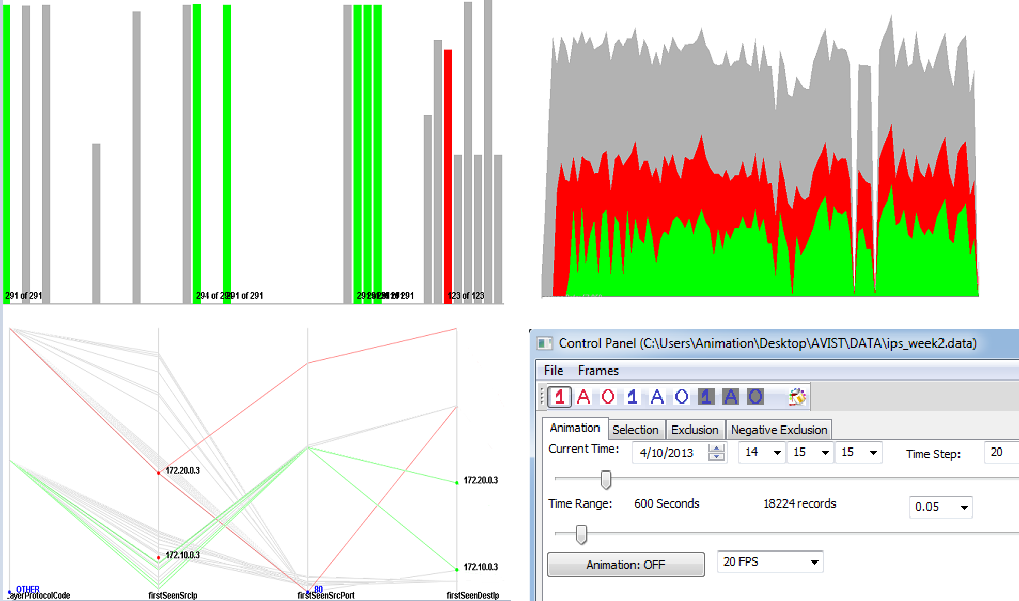 291 of 291
294 of 2
291 of 291
123 of 123
172.20.0.3
172.10.0.3
OTHER
80
172.20.0.3
172.10.0.3
ayerProtocolCode
firstSeenSrcIp
firstSeenSrcPort
firstSeenDestIp
Control Panel (C:\Users\Animation\Desktop\AVIST\DATA\ips_week2.data)
File Frames
1 A O 1 A O 1 A O
Animation Selection Exclusion Negative Exclusion
Current Time: 4/10/2013 14 15 15 Time Step: 20
Time Range: 600 Seconds 18224 records 0.05
Animation: OFF 20 FPS